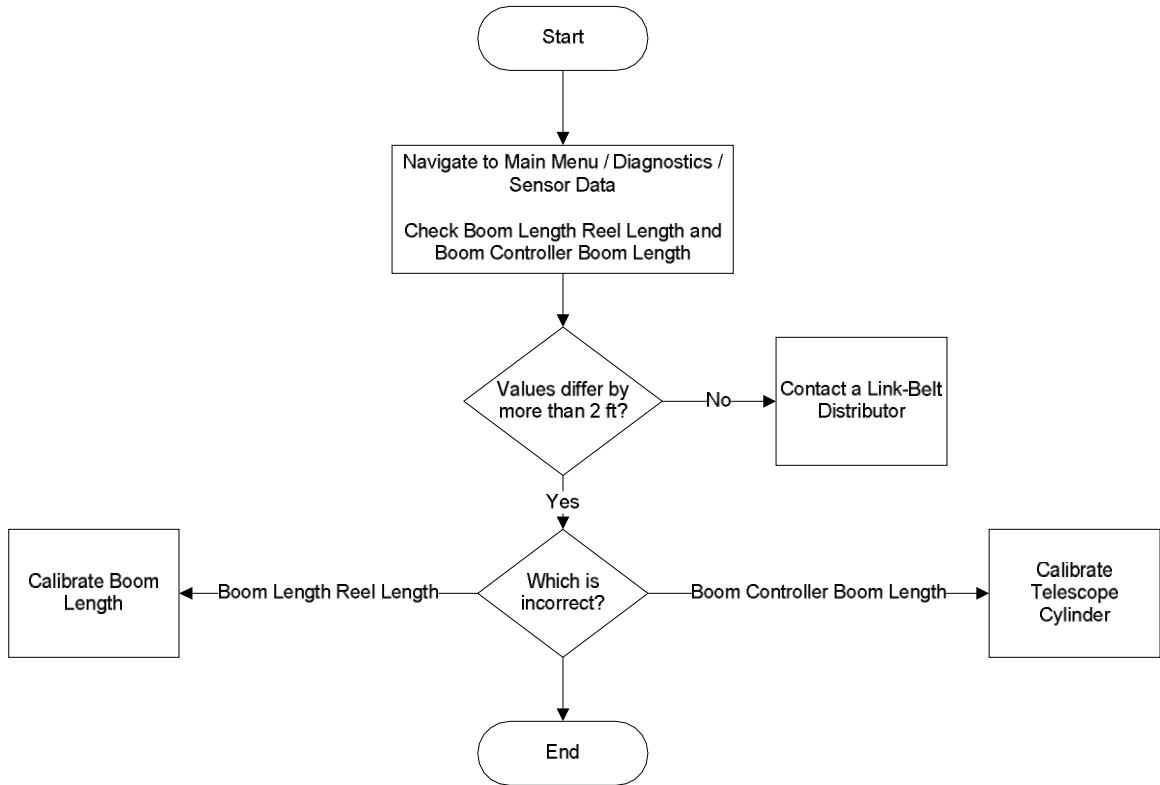 Start
Navigate to Main Menu / Diagnostics /
Sensor Data
Check Boom Length Reel Length and
Boom Controller Boom Length
Values differ by
more than 2 ft?
No
Contact a Link-Belt
Distributor
Yes
Calibrate Boom
Length
Boom Length Reel Length
Which is
incorrect?
Boom Controller Boom Length
Calibrate
Telescope
Cylinder
End